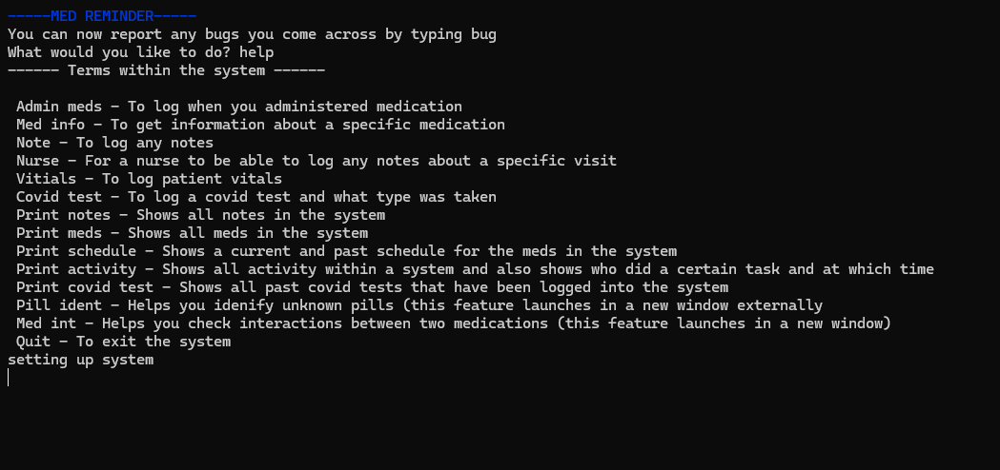 -----MED REMINDER-----
You can now report any bugs you come across by typing bug
What would you like to do? help
------ Terms within the system ------
Admin meds - To log when you administered medication
Med info - To get information about a specific medication
Note - To log any notes
Nurse - For a nurse to be able to log any notes about a specific visit
Vitials - To log patient vitals
Covid test - To log a covid test and what type was taken
Print notes - Shows all notes in the system
Print meds - Shows all meds in the system
Print schedule - Shows a current and past schedule for the meds in the system
Print activity - Shows all activity within a system and also shows who did a certain task and at which time
Print covid test - Shows all past covid tests that have been logged into the system
Pill ident - Helps you idenify unknown pills (this feature launches in a new window externally
Med int - Helps you check interactions between two medications (this feature launches in a new window)
Quit - To exit the system
setting up system